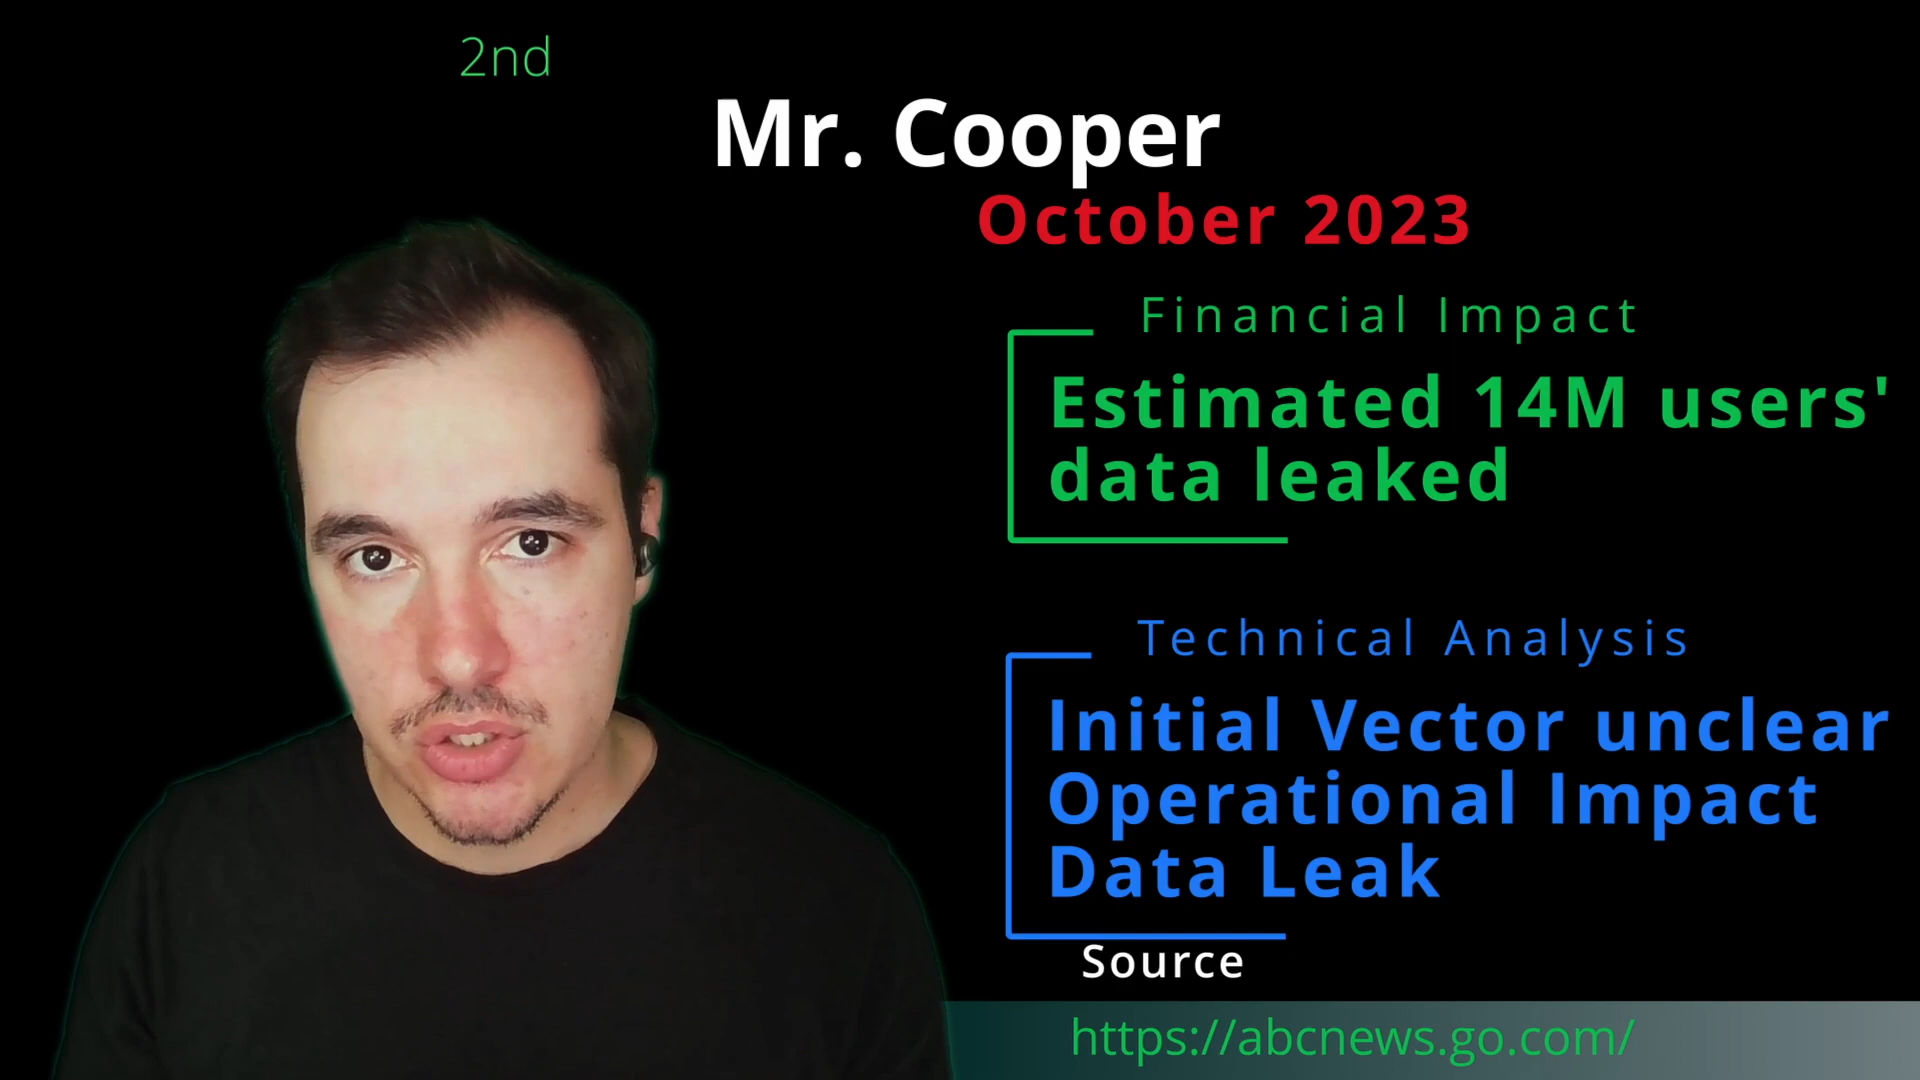 2nd
Mr. Cooper
October 2023
Financial Impact
Estimated 14M users'
data leaked
Technical Analysis
Initial Vector unclear
Operational Impact
Data Leak
Source
https://abcnews.go.com/